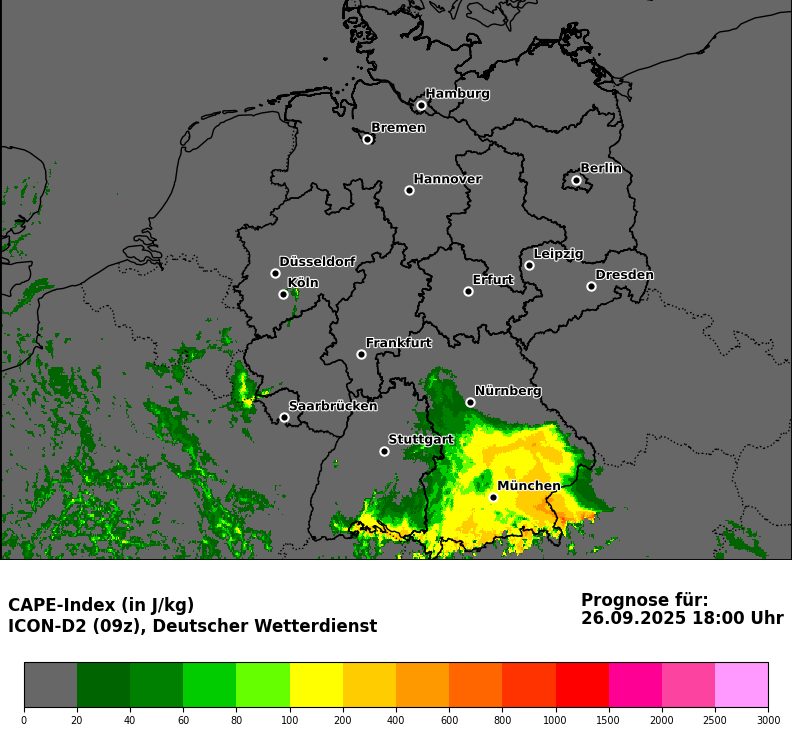 Hamburg
Bremen
Berlin
Hannover
Leipzig
Düsseldorf
Dresden
Köln
Erfurt
Frankfurt
Nürnberg
Saarbrücken
Stuttgart
München
CAPE-Index (in J/kg)
ICON-D2 (09z), Deutscher Wetterdienst
Prognose für:
26.09.2025 18:00 Uhr
0 20 40 60 80 100 200 400 600 800 1000 1500 2000 2500 3000